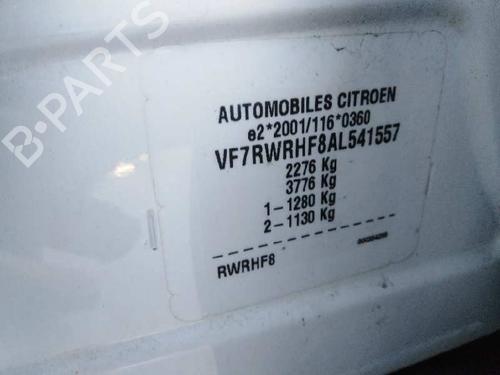 B-PARTS
AUTOMOBILES CITROEN
e2*2001/116*0360
VF7RWRHF8AL541557
2276 Kg
3776 Kg
1-1280 Kg
2-1130 Kg
RWRHF8